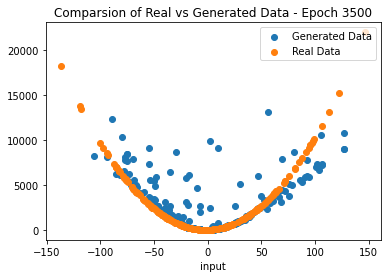 Comparsion of Real vs Generated Data - Epoch 3500
Generated Data
Real Data
20000
15000
10000
5000
0
−150 −100 −50 0 50 100 150
input